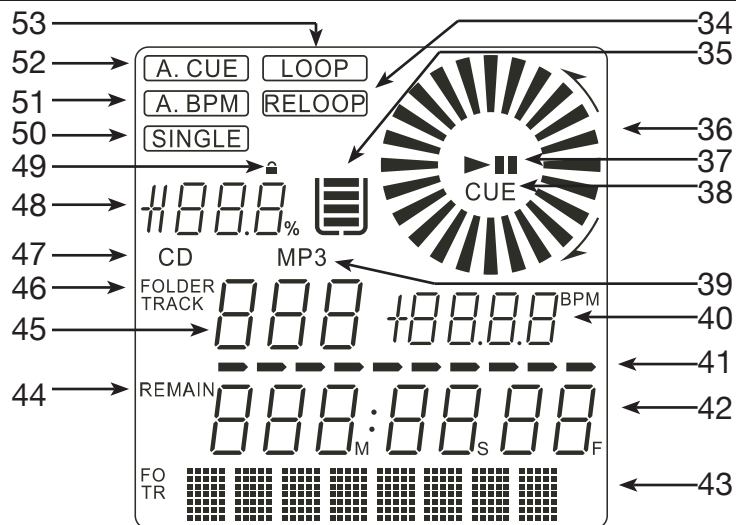 53
34
35
52
A. CUE
LOOP
51
A. BPM
RELOOP
50
SINGLE
36
49
37
48
%
CUE
38
47
CD
MP3
39
46
FOLDER
TRACK
45
BPM
40
41
44
REMAIN
M
S
F
42
FO
TR
43